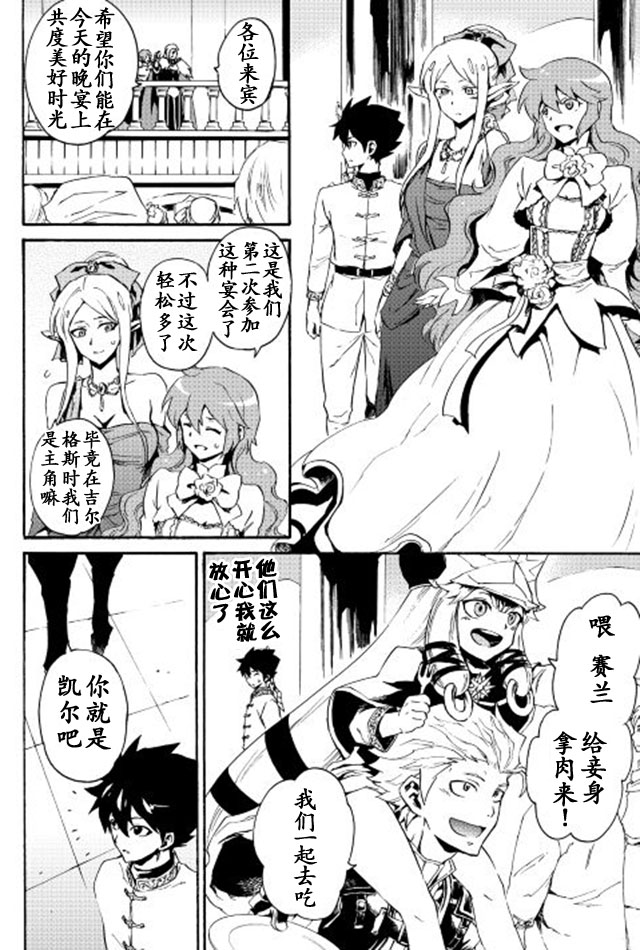 各位来宾
希望你们能在
今天的晚宴上
共度美好时光
这是我们
第二次参加
这种宴会了
不过这次
轻松多了
毕竟在吉尔
格斯时我们
是主角嘛
喂 赛兰
给妾身
拿肉来！
我们一起去吃
他们这么
开心我就
放心了
你就是
凯尔吧